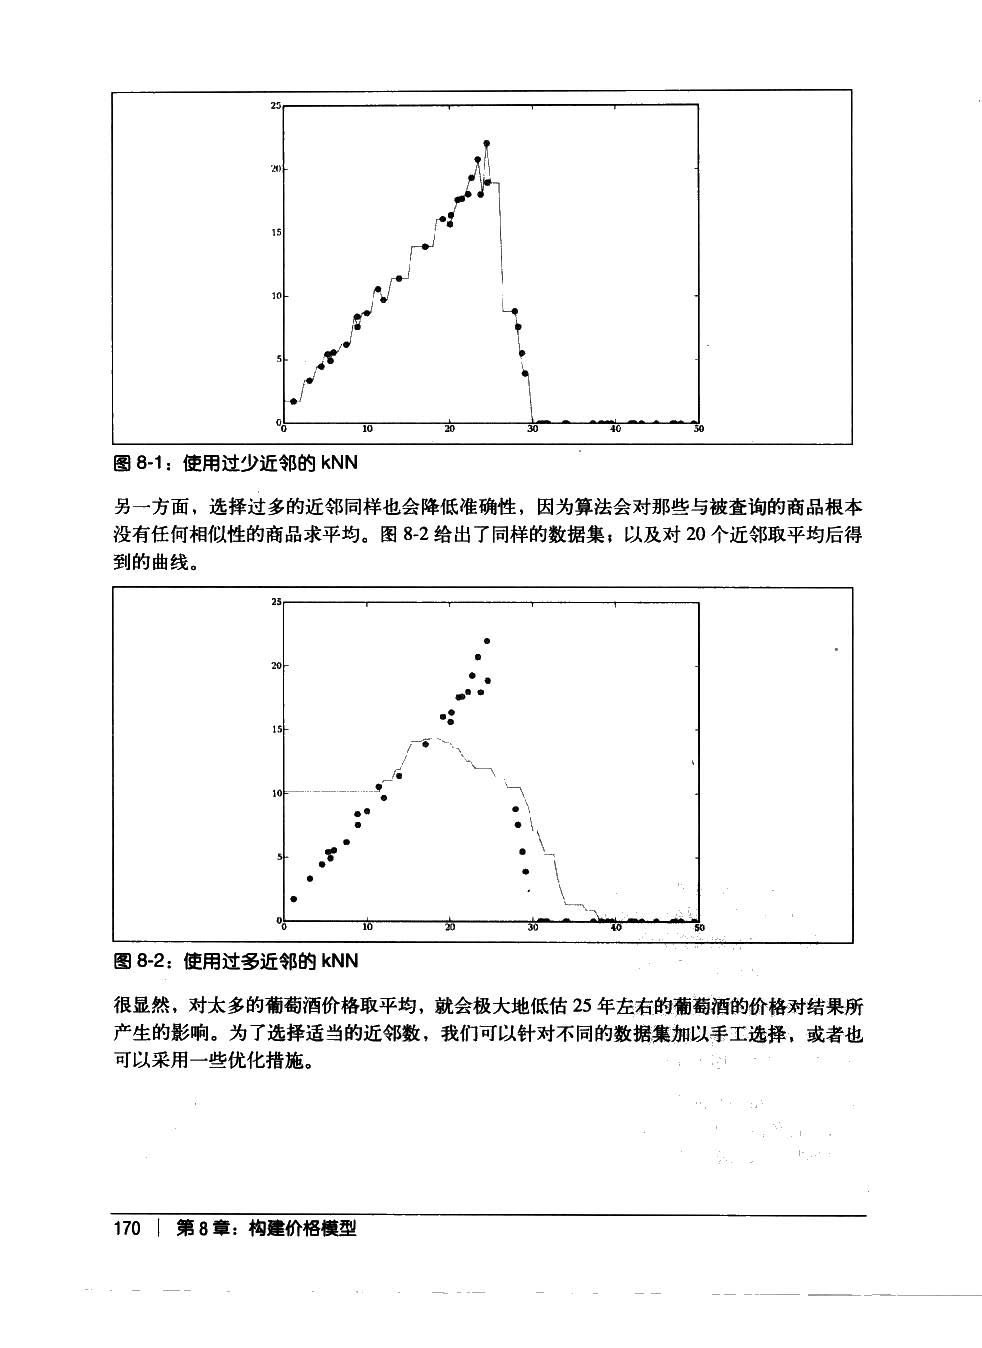 25
20
15
10
5
0
0 10 20 30 40 50
图 8-1：使用过少近邻的 kNN
另一方面，选择过多的近邻同样也会降低准确性，因为算法会对那些与被查询的商品根本
没有任何相似性的商品求平均。图 8-2 给出了同样的数据集；以及对 20 个近邻取平均后得
到的曲线。
25
20
15
10
5
0
0 10 20 30 40 50
图 8-2：使用过多近邻的 kNN
很显然，对太多的葡萄酒价格取平均，就会极大地低估 25 年左右的葡萄酒的价格对结果所
产生的影响。为了选择适当的近邻数，我们可以针对不同的数据集加以手工选择，或者也
可以采用一些优化措施。
170 | 第 8 章：构建价格模型